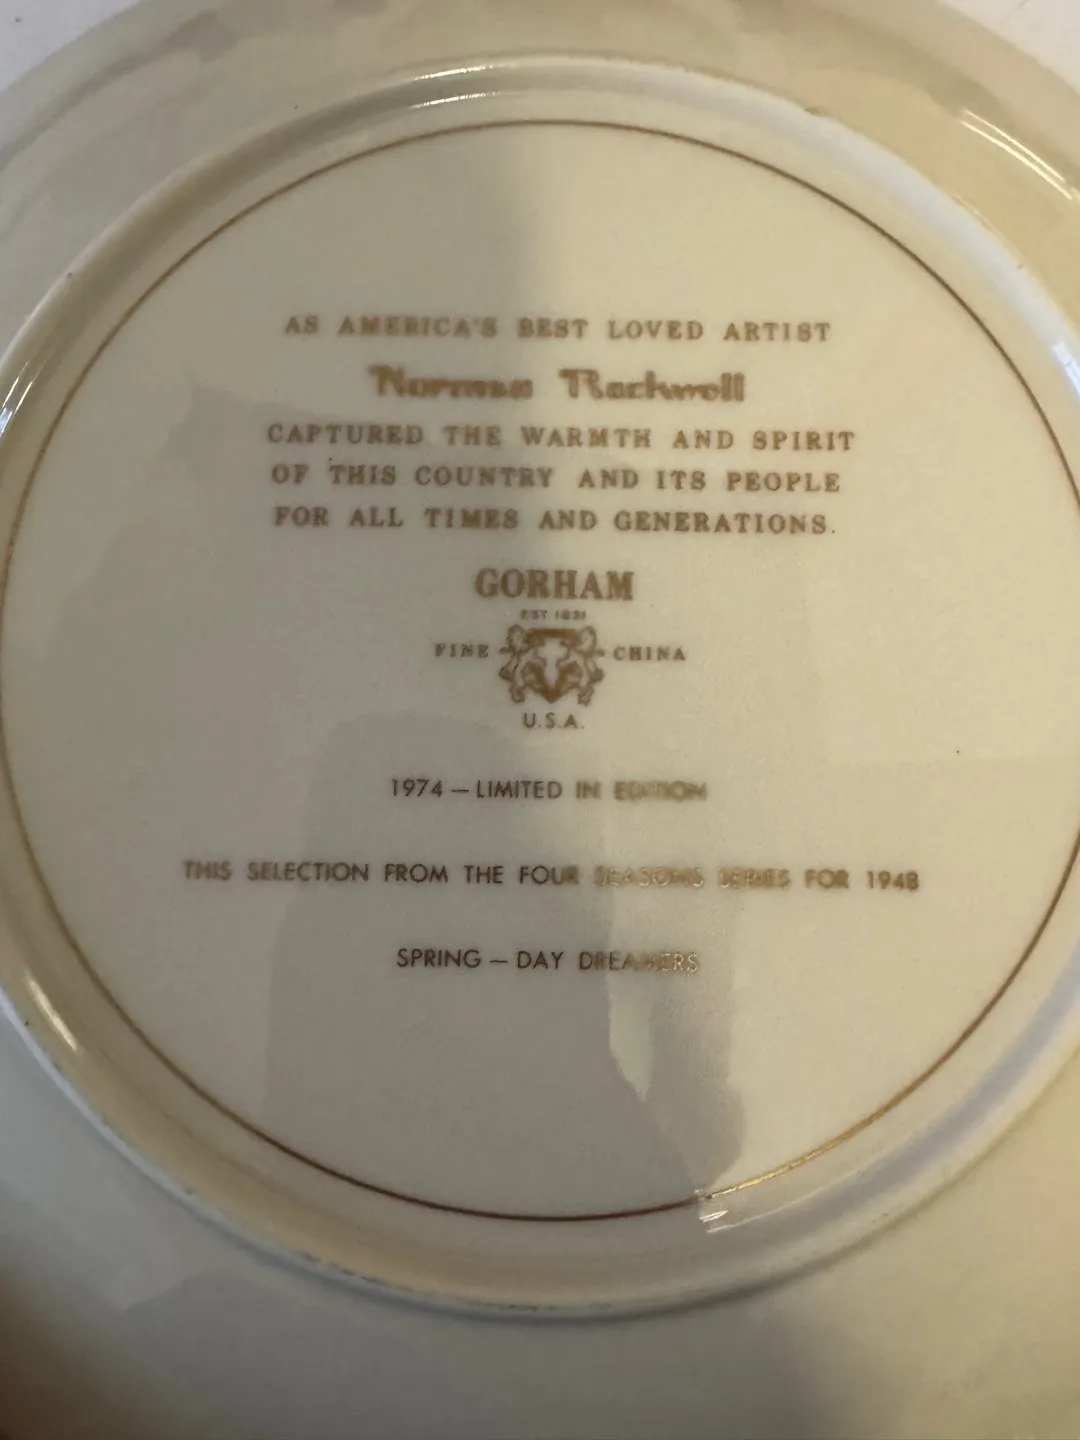 AS AMERICA'S BEST LOVED ARTIST
Norman Rockwell
CAPTURED THE WARMTH AND SPIRIT
OF THIS COUNTRY AND ITS PEOPLE
FOR ALL TIMES AND GENERATIONS.
GORHAM
EST 1831
FINE CHINA
U.S.A.
1974 — LIMITED IN EDITION
THIS SELECTION FROM THE FOUR SEASONS SERIES FOR 1948
SPRING — DAY DREAMERS